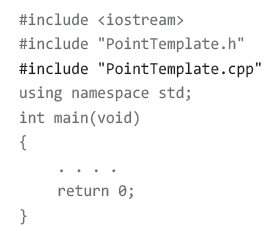 #include <iostream>
#include "PointTemplate.h"
#include "PointTemplate.cpp"
using namespace std;
int main(void)
{
    . . . .
    return 0;
}